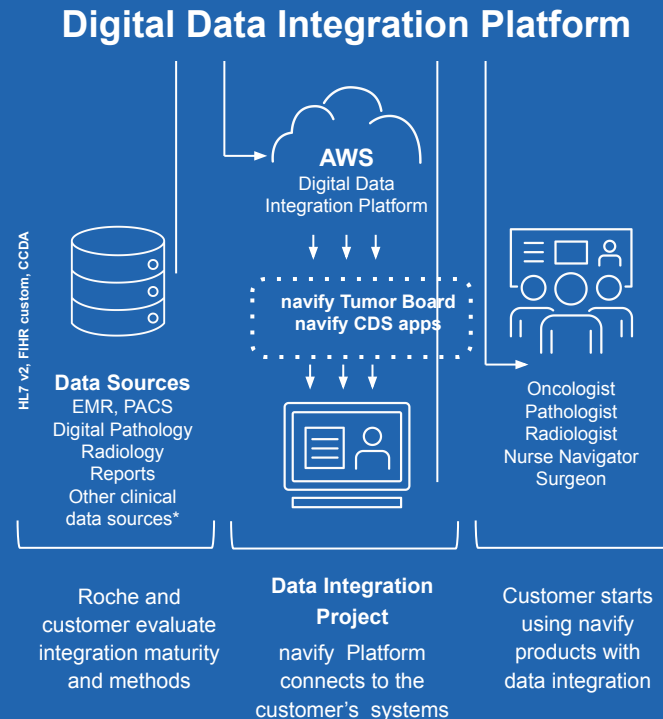 Digital Data Integration Platform
HL7 v2, FIHR custom, CCDA
Data Sources
EMR, PACS
Digital Pathology
Radiology
Reports
Other clinical
data sources*
AWS
Digital Data
Integration Platform
navify Tumor Board
navify CDS apps
Oncologist
Pathologist
Radiologist
Nurse Navigator
Surgeon
Roche and
customer evaluate
integration maturity
and methods
Data Integration
Project
navify Platform
connects to the
customer's systems
Customer starts
using navify
products with
data integration